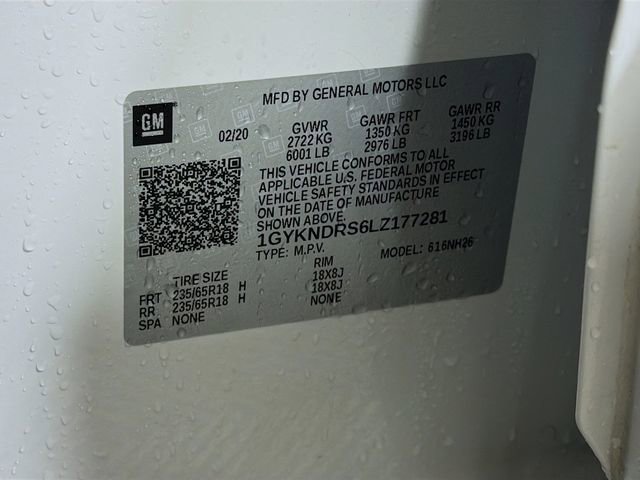 MFD BY GENERAL MOTORS LLC
GM
02/20 GVWR GAWR FRT GAWR RR
2722 KG 1350 KG 1450 KG
6001 LB 2976 LB 3196 LB
THIS VEHICLE CONFORMS TO ALL
APPLICABLE U.S. FEDERAL MOTOR
VEHICLE SAFETY STANDARDS IN EFFECT
ON THE DATE OF MANUFACTURE
SHOWN ABOVE.
1GYKNDRS6LZ177281
TYPE: M.P.V. MODEL: 616NH26
TIRE SIZE RIM
FRT 235/65R18 H 18X8J
RR 235/65R18 H 18X8J
SPA NONE NONE